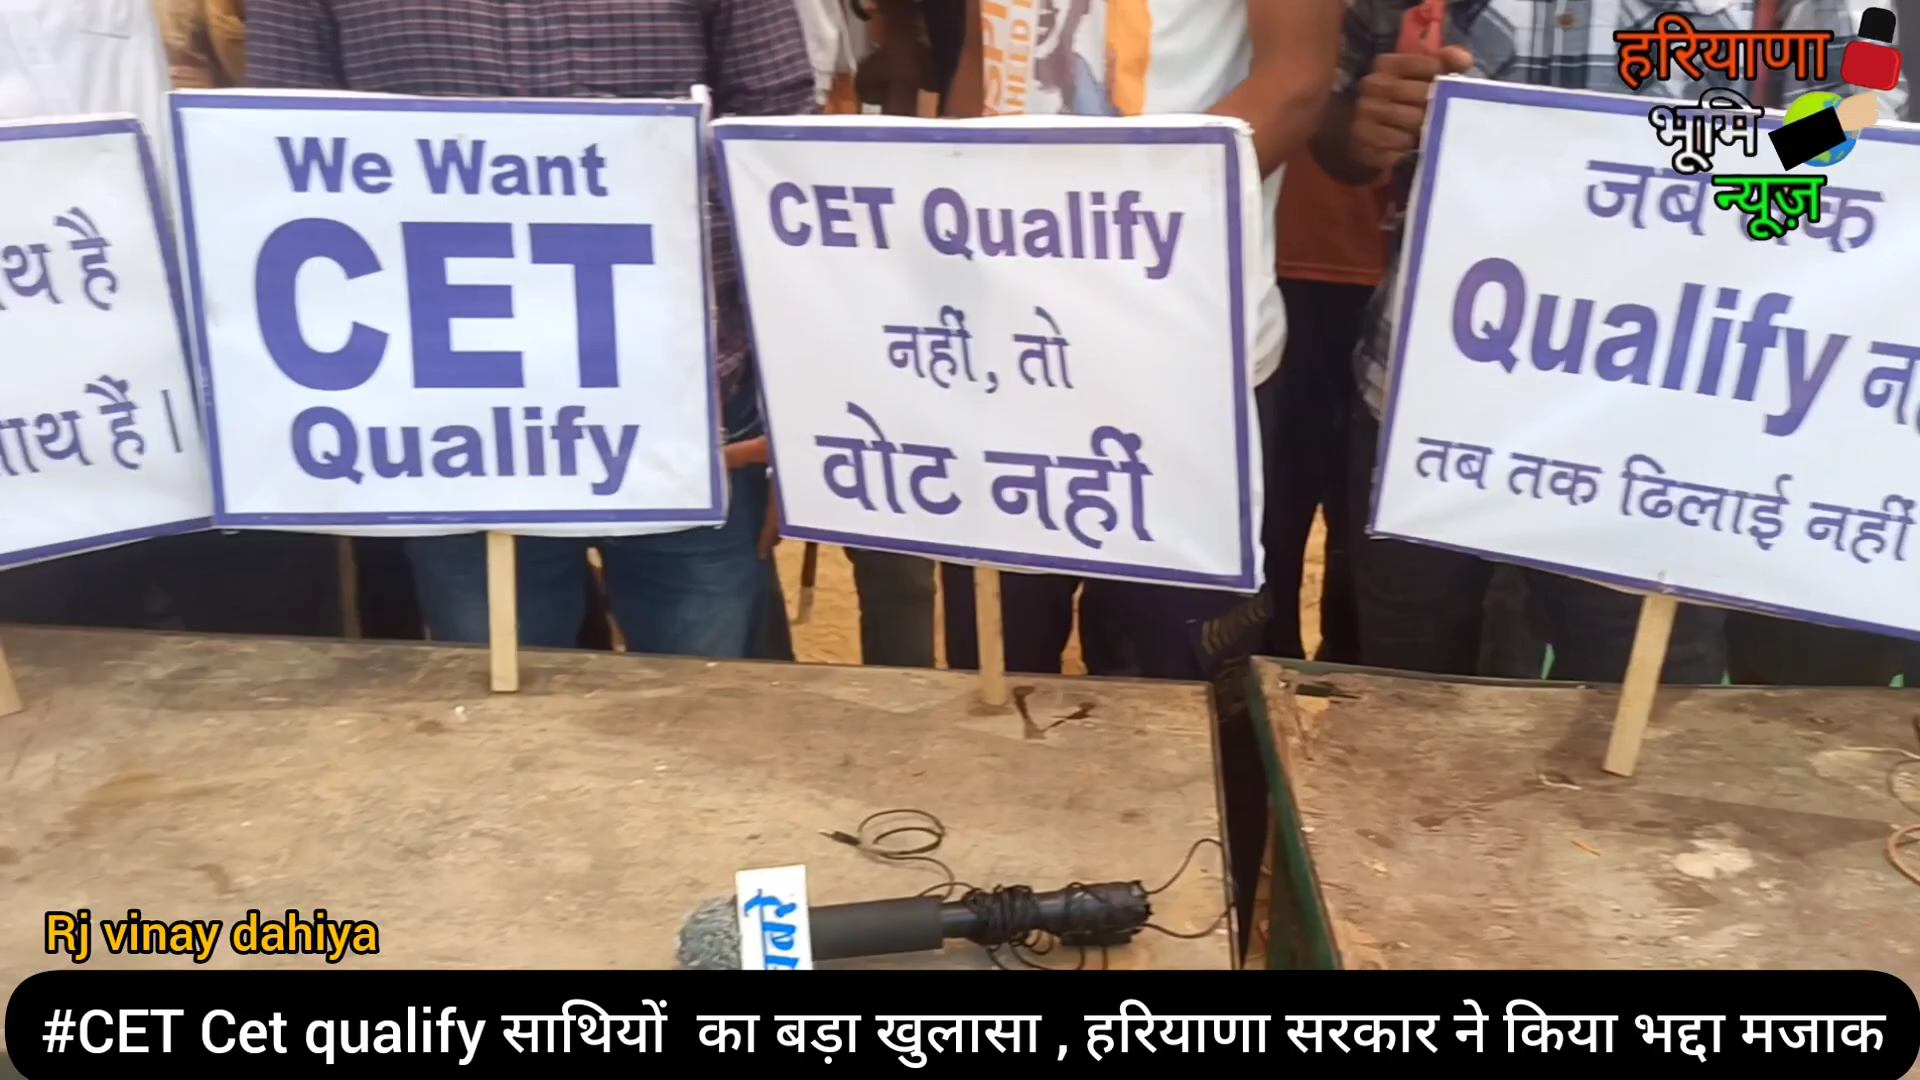 हरियाणा
भूमि
न्यूज़
है
हैं।
We Want
CET
Qualify
CET Qualify
नहीं, तो
वोट नहीं
जब
Qualify
तब तक ढिलाई नहीं
Rj vinay dahiya
#CET Cet qualify साथियों का बड़ा खुलासा , हरियाणा सरकार ने किया भद्दा मजाक